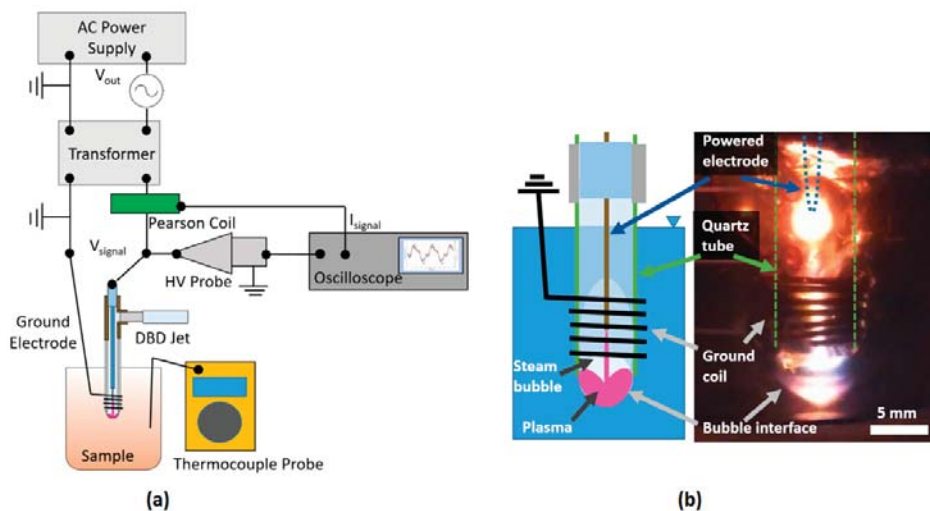 AC Power
Supply
Vout
Transformer
Pearson Coil
Isignal
Vsignal
HV Probe
Oscilloscope
Ground
Electrode
DBD Jet
Sample
Thermocouple Probe
(a)
Powered
electrode
Quartz
tube
Ground
coil
Steam
bubble
Plasma
Bubble interface
5 mm
(b)